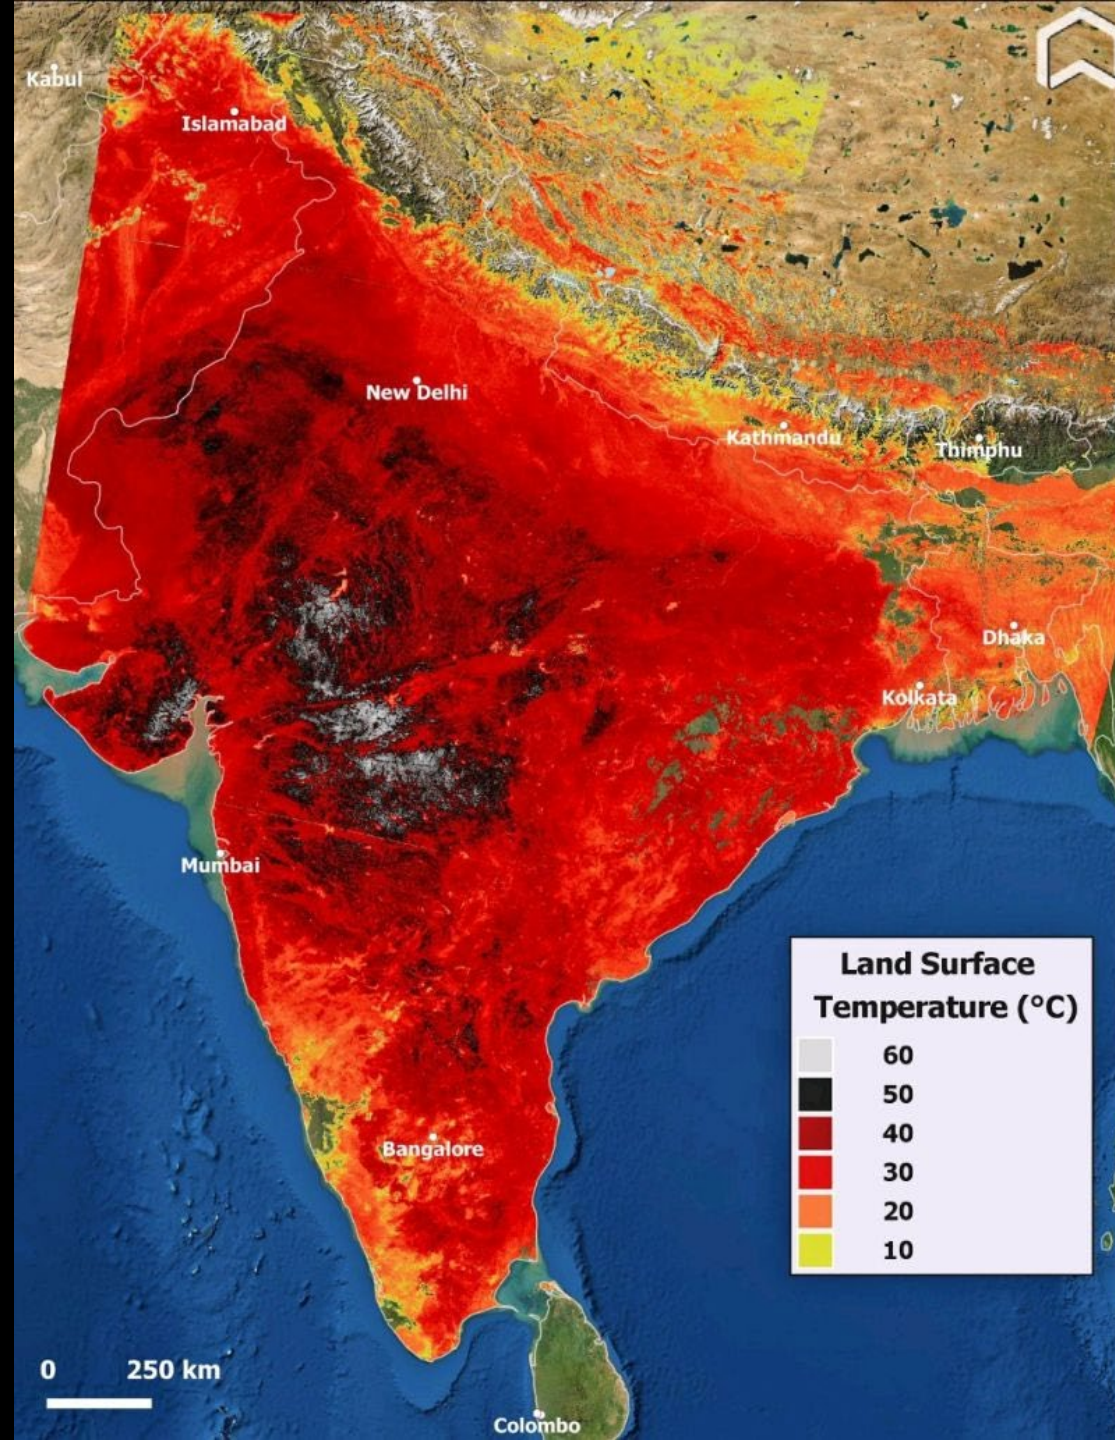 Kabul
Islamabad
New Delhi
Kathmandu
Thimphu
Dhaka
Kolkata
Mumbai
Bangalore
Colombo
Land Surface
Temperature (°C)
60
50
40
30
20
10
0 250 km